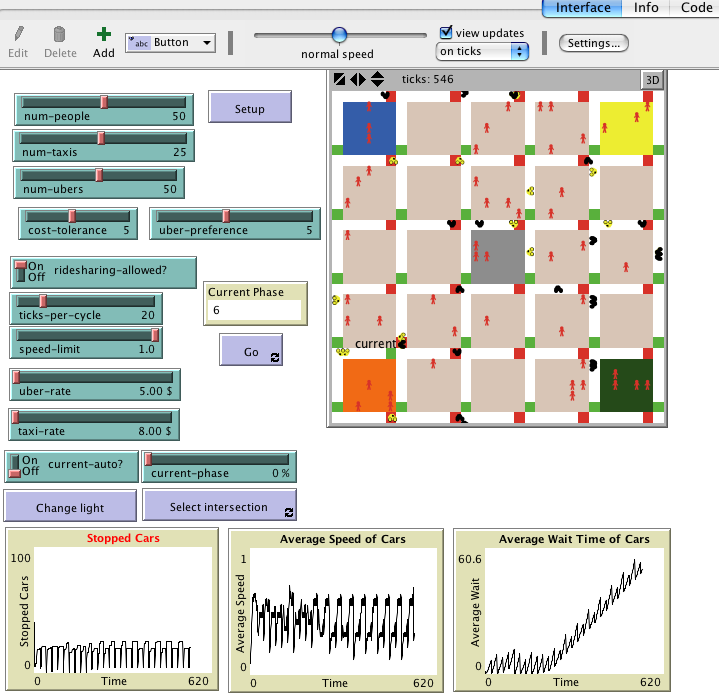 Interface Info Code
Edit Delete Add abc Button normal speed view updates on ticks Settings...
ticks: 546 3D
num-people 50
Setup
num-taxis 25
num-ubers 50
cost-tolerance 5 uber-preference 5
On Off ridesharing-allowed?
Current Phase
6
ticks-per-cycle 20
speed-limit 1.0
Go
current
uber-rate 5.00 $
taxi-rate 8.00 $
On Off current-auto? current-phase 0 %
Change light Select intersection
Stopped Cars
100
Stopped Cars
0
0 Time 620
Average Speed of Cars
1
Average Speed
0
0 Time 620
Average Wait Time of Cars
60.6
Average Wait
0
0 Time 620